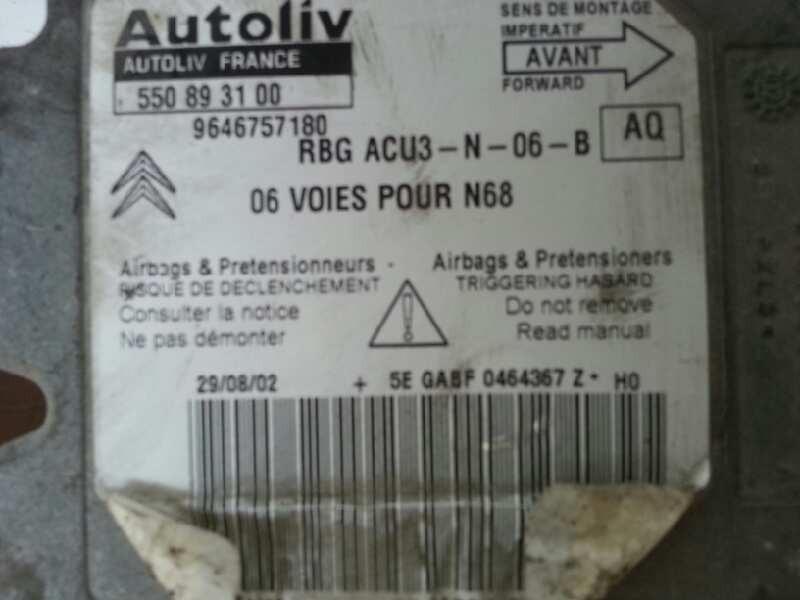 Autoliv
AUTOLIV FRANCE
550 89 31 00
9646757180
SENS DE MONTAGE
IMPERATIF
AVANT
FORWARD
RBG ACU3-N-06-B
AQ
06 VOIES POUR N68
Airbags & Pretensionneurs -
RISQUE DE DECLENCHEMENT
Consulter la notice
Ne pas démonter
Airbags & Pretensioners
TRIGGERING HASARD
Do not remove
Read manual
29/08/02 + 5E GABF 0464367 Z - HO